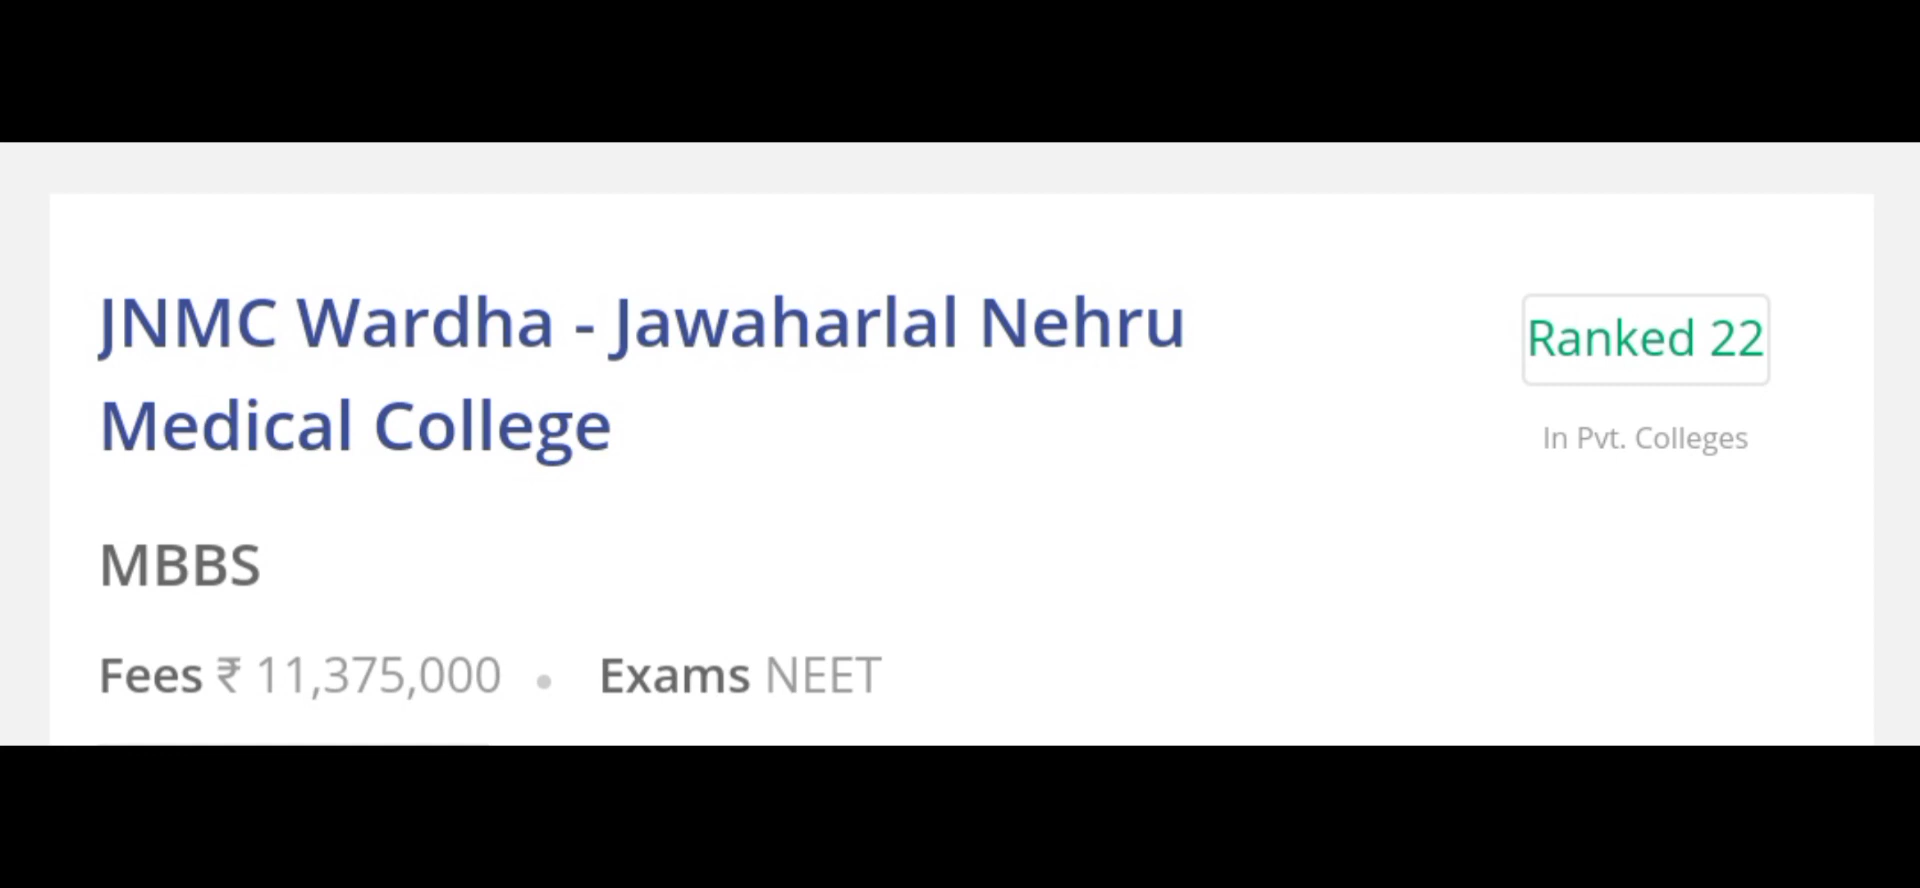 JNMC Wardha - Jawaharlal Nehru
Medical College
Ranked 22
In Pvt. Colleges
MBBS
Fees ₹ 11,375,000 • Exams NEET